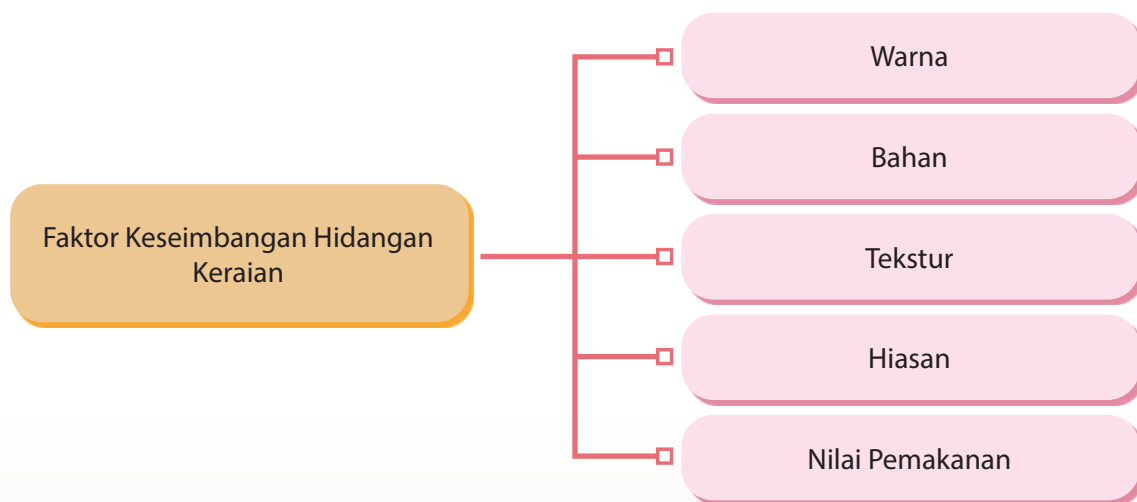 Faktor Keseimbangan Hidangan
Keraian
Warna
Bahan
Tekstur
Hiasan
Nilai Pemakanan